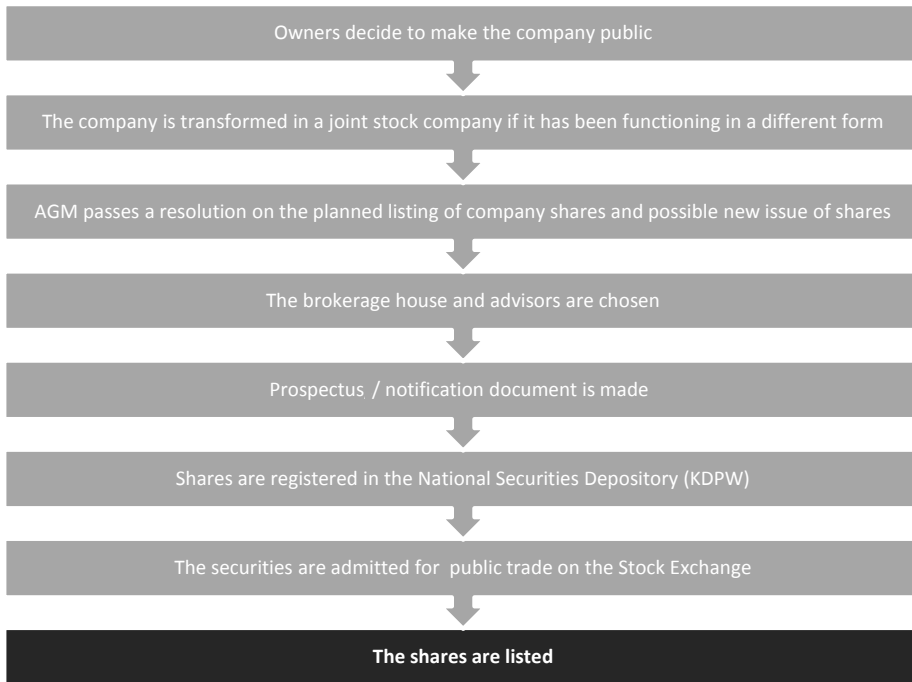 Owners decide to make the company public
The company is transformed in a joint stock company if it has been functioning in a different form
AGM passes a resolution on the planned listing of company shares and possible new issue of shares
The brokerage house and advisors are chosen
Prospectus / notification document is made
Shares are registered in the National Securities Depository (KDPW)
The securities are admitted for public trade on the Stock Exchange
The shares are listed